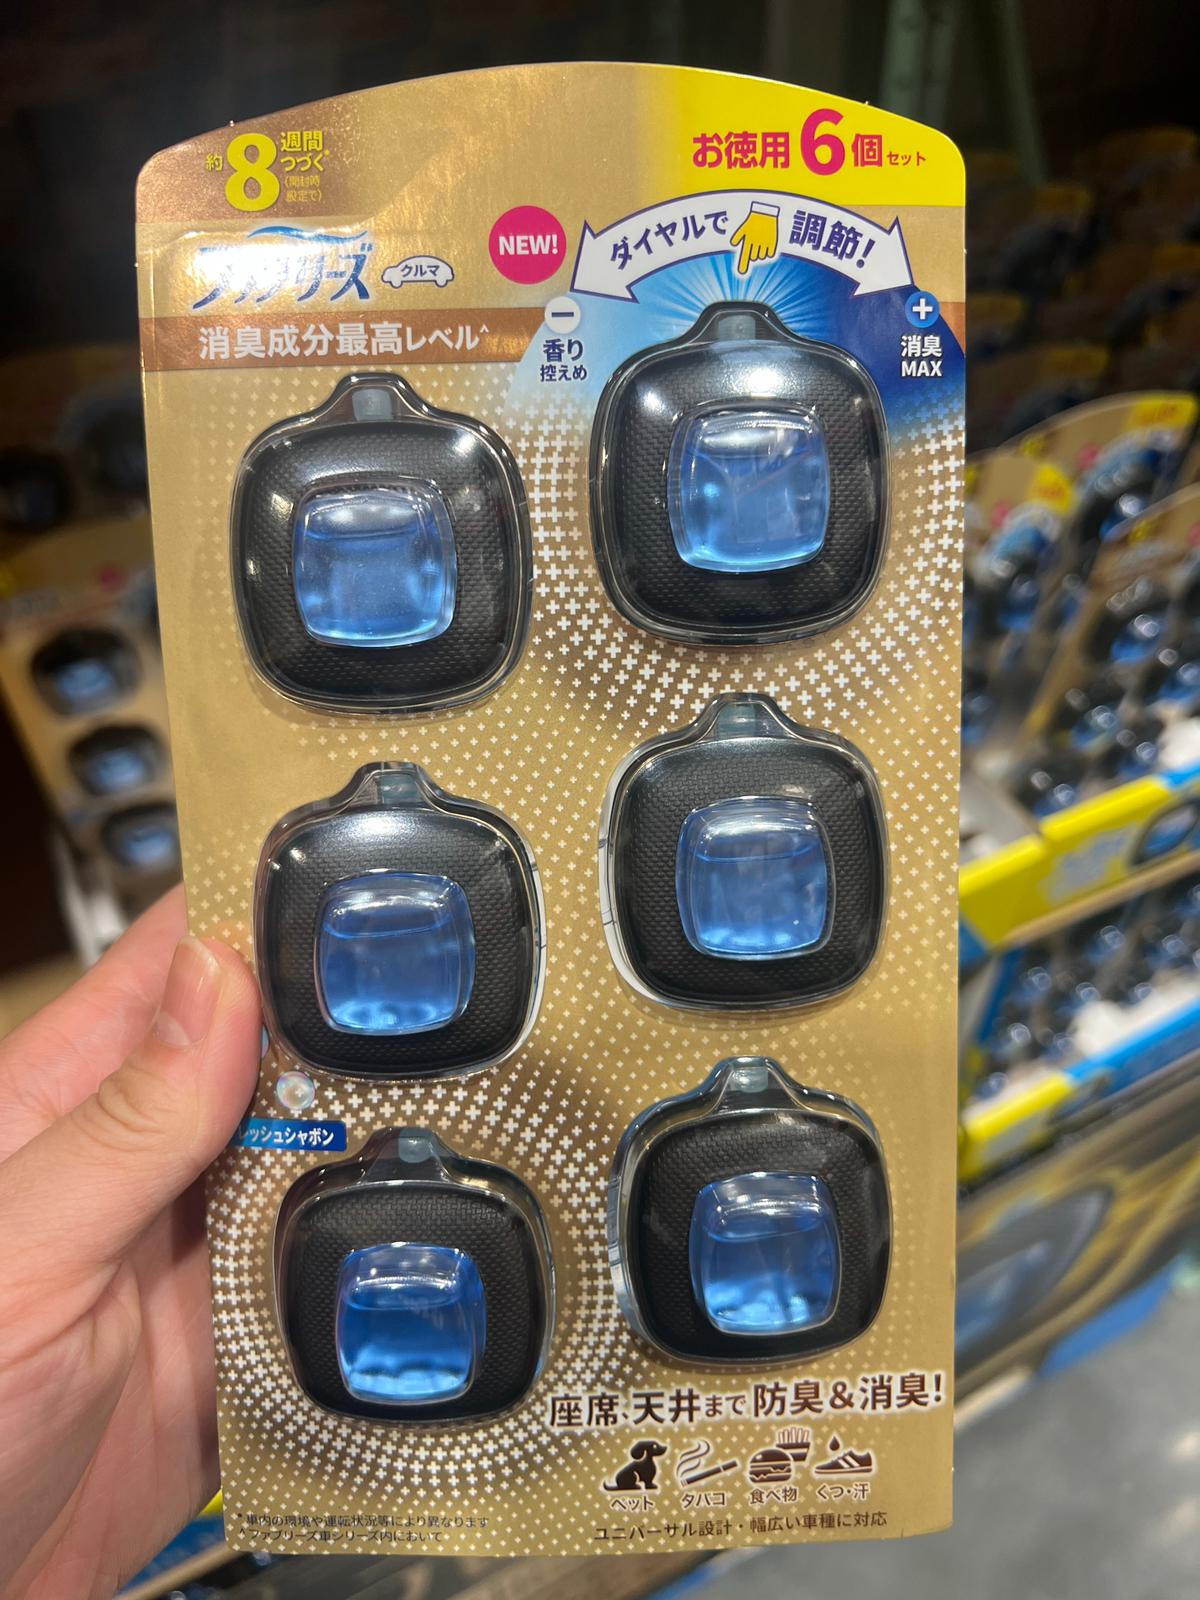 約8週間
つづく*
(開封時
設定で)
お徳用6個セット
ファブリーズ
クルマ
NEW!
ダイヤルで調節!
消臭成分最高レベル^
−
香り
控えめ
+
消臭
MAX
ッシュシャボン
座席、天井まで防臭&消臭!
ペット
タバコ
食べ物
くつ・汗
*車内の環境や運転状況等により異なります
^ファブリーズ車シリーズ内において
ユニバーサル設計・幅広い車種に対応